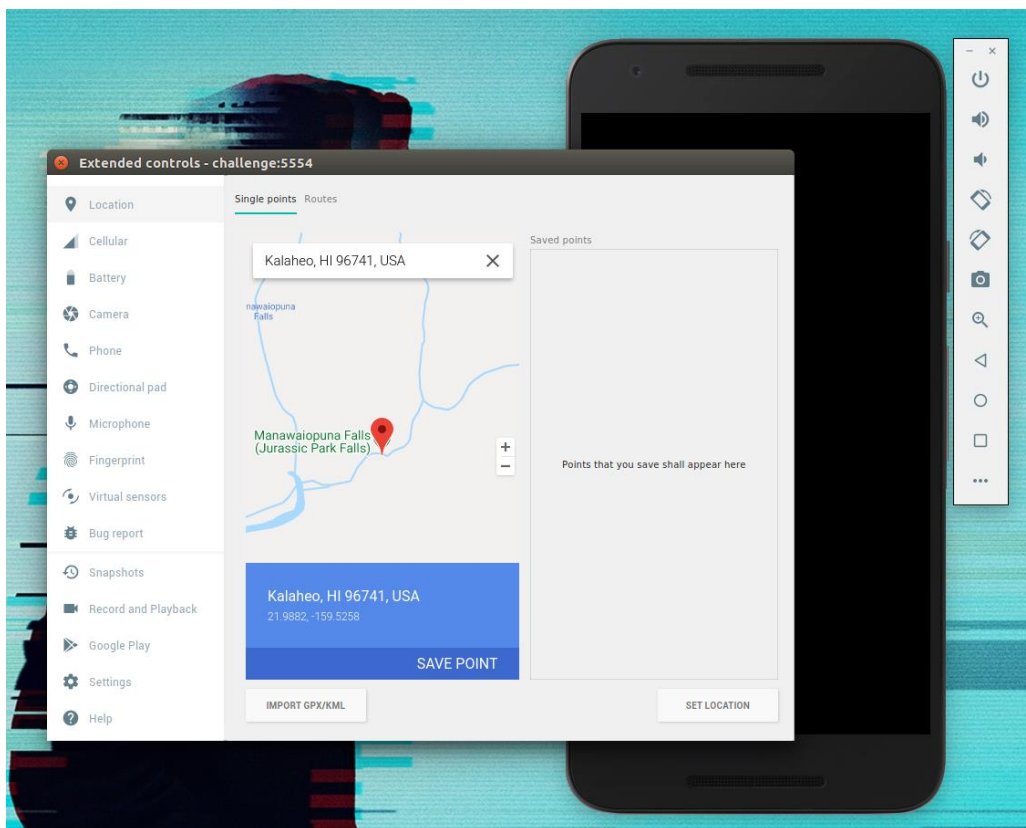 Extended controls - challenge:5554
Location
Cellular
Battery
Camera
Phone
Directional pad
Microphone
Fingerprint
Virtual sensors
Bug report
Snapshots
Record and Playback
Google Play
Settings
Help
Single points Routes
Kalaheo, HI 96741, USA
nawaiopuna
Falls
Manawaiopuna Falls
(Jurassic Park Falls)
Kalaheo, HI 96741, USA
21.9882, -159.5258
SAVE POINT
IMPORT GPX/KML
Saved points
Points that you save shall appear here
SET LOCATION